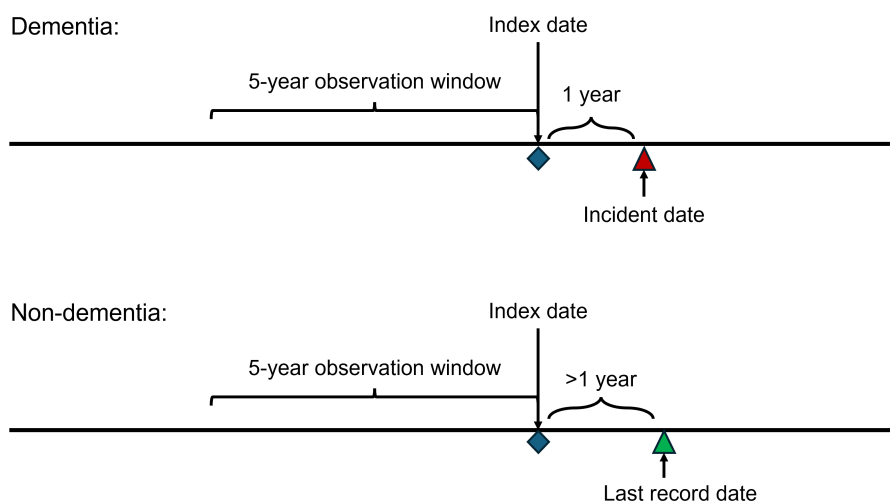 Dementia:
Index date
5-year observation window
1 year
Incident date
Non-dementia:
Index date
5-year observation window
>1 year
Last record date